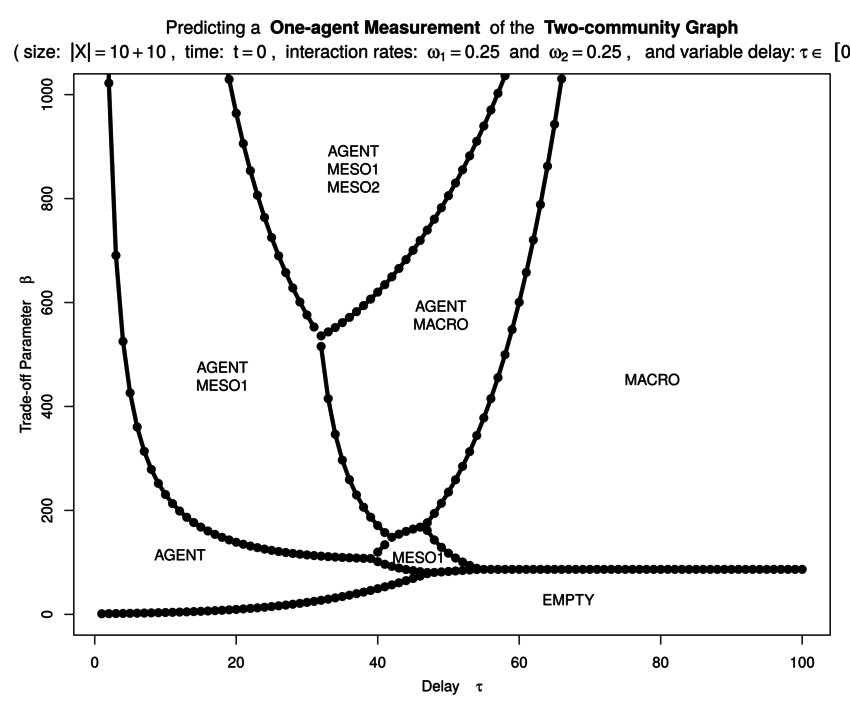 Predicting a One-agent Measurement of the Two-community Graph
( size: |X| = 10 + 10 , time: t = 0 , interaction rates: ω₁ = 0.25 and ω₂ = 0.25 , and variable delay: τ ∈ [0
1000
800
600
400
200
0
Trade-off Parameter β
AGENT
MESO1
MESO2
AGENT
MACRO
AGENT
MESO1
MACRO
AGENT
MESO1
EMPTY
0 20 40 60 80 100
Delay τ